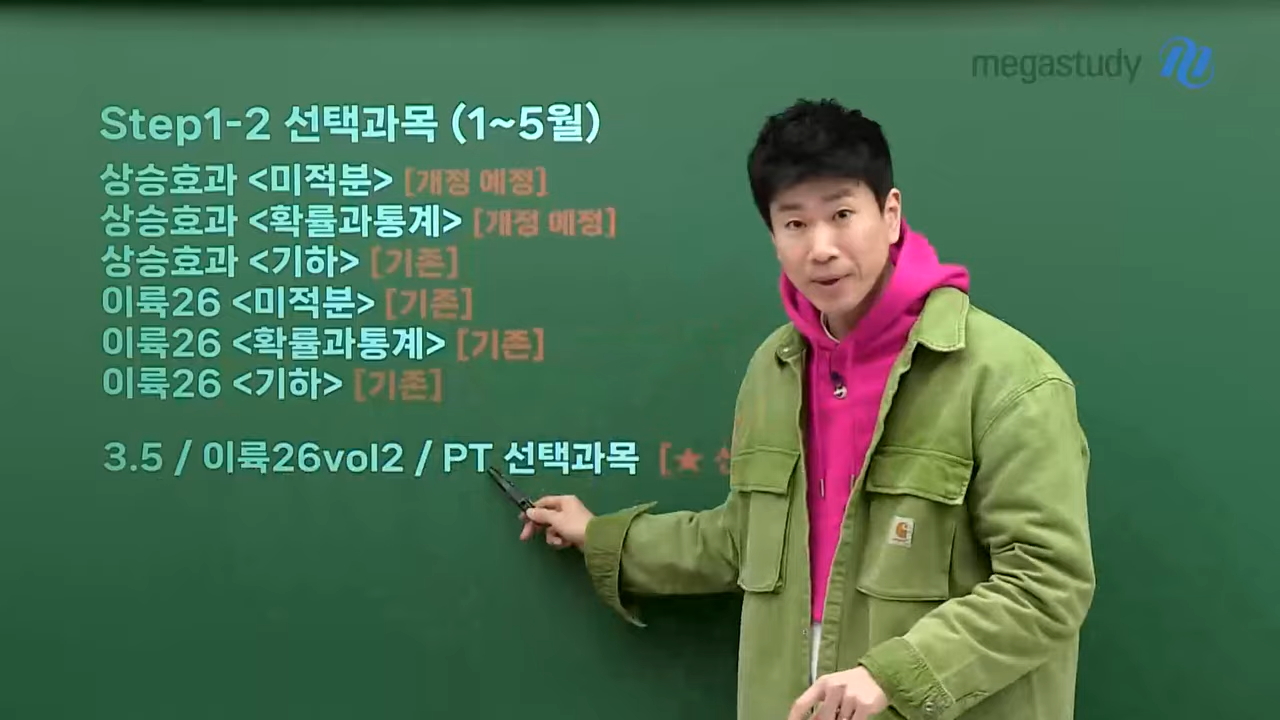 megastudy
Step1-2 선택과목 (1~5월)
상승효과 <미적분> [개정 예정]
상승효과 <확률과통계> [개정 예정]
상승효과 <기하> [기존]
이륙26 <미적분> [기존]
이륙26 <확률과통계> [기존]
이륙26 <기하> [기존]
3.5 / 이륙26vol2 / PT 선택과목 [★